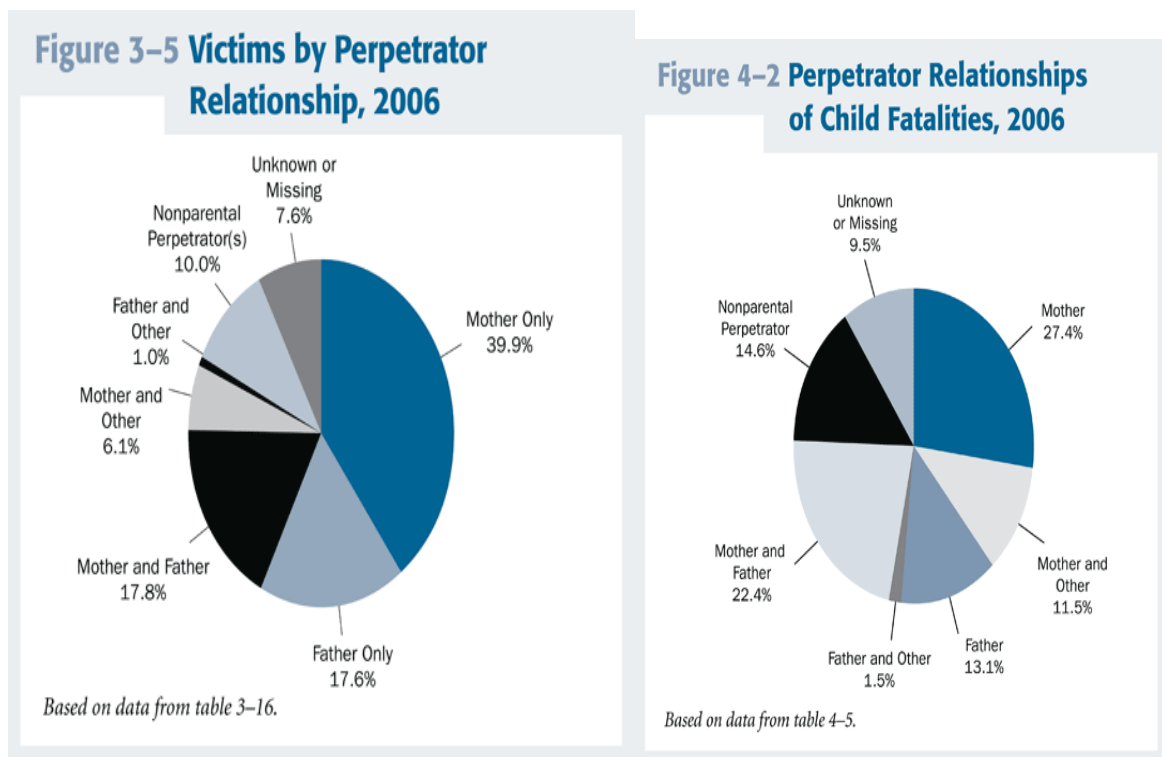 Figure 3–5 Victims by Perpetrator
Relationship, 2006
Unknown or
Missing
7.6%
Nonparental
Perpetrator(s)
10.0%
Father and
Other
1.0%
Mother and
Other
6.1%
Mother Only
39.9%
Mother and Father
17.8%
Father Only
17.6%
Based on data from table 3–16.
Figure 4–2 Perpetrator Relationships
of Child Fatalities, 2006
Unknown
or Missing
9.5%
Nonparental
Perpetrator
14.6%
Mother
27.4%
Mother and
Father
22.4%
Mother and
Other
11.5%
Father and Other
1.5%
Father
13.1%
Based on data from table 4–5.